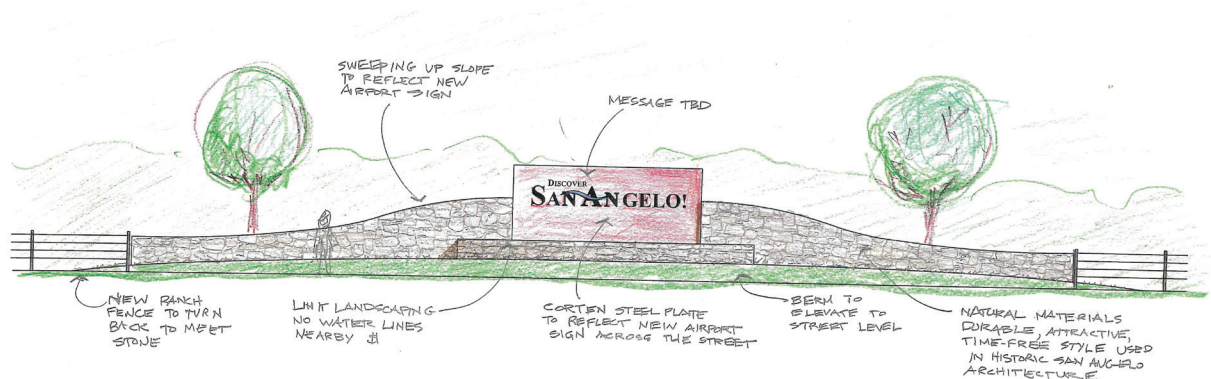 SWEEPING UP SLOPE
TO REFLECT NEW
AIRPORT SIGN
MESSAGE TBD
DISCOVER
SAN ANGELO!
NEW RANCH
FENCE TO TURN
BACK TO MEET
STONE
LIMIT LANDSCAPING
NO WATER LINES
NEARBY $!
CORTEN STEEL PLATE
TO REFLECT NEW AIRPORT
SIGN ACROSS THE STREET
BERM TO
ELEVATE TO
STREET LEVEL
NATURAL MATERIALS
DURABLE, ATTRACTIVE,
TIME-FREE STYLE USED
IN HISTORIC SAN ANGELO
ARCHITECTURE